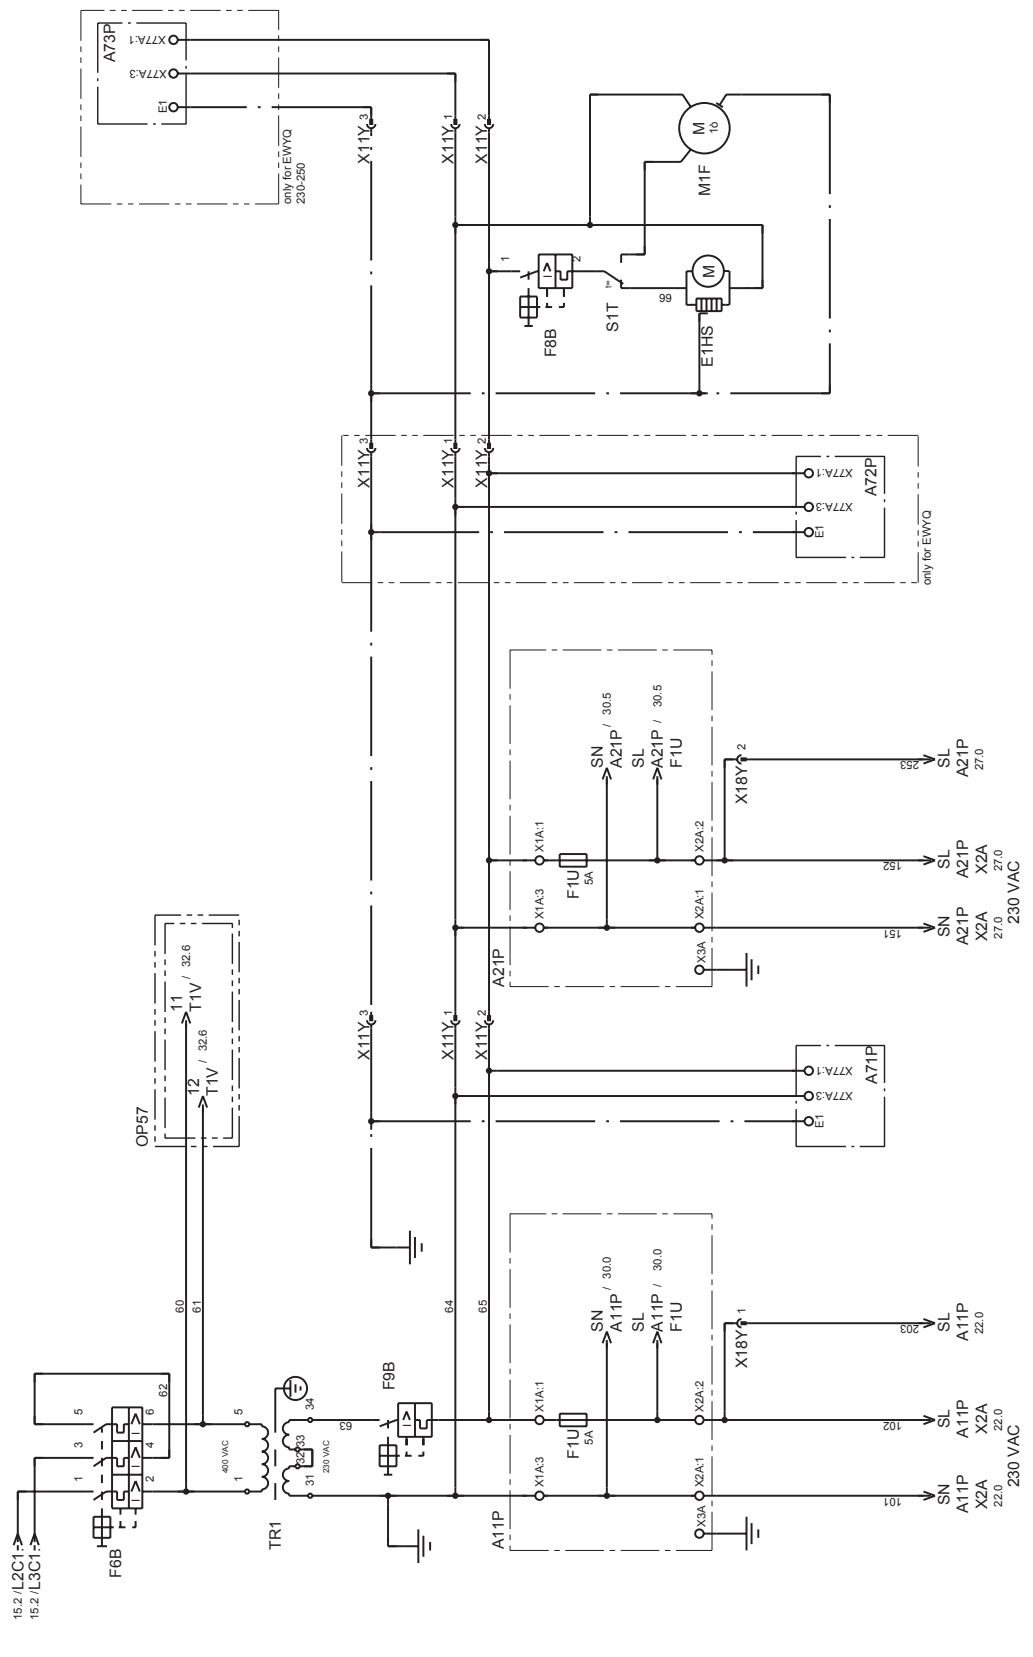 A73P
X77A:1
X77A:3
E1
only for EWYQ
230-250
X11Y 3
X11Y 1
X11Y 2
M
1ö
M1F
1
2
F8B
S1T
t=
66
M
E1HS
X11Y 3
X11Y 1
X11Y 2
X77A:1
X77A:3
E1
A72P
only for EWYQ
SN
A21P / 30.5
SL
A21P / 30.5
F1U
X18Y 2
253
SL
A21P
27.0
X1A:1
F1U
5A
X2A:2
152
SL
A21P
X2A
27.0
X1A:3
X2A:1
151
SN
A21P
X2A
27.0
230 VAC
A21P
X3A
11
T1V / 32.6
12
T1V / 32.6
OP57
X11Y 3
X11Y 1
X11Y 2
X77A:1
X77A:3
E1
A71P
60
61
64
65
SN
A11P / 30.0
SL
A11P / 30.0
F1U
X18Y 1
203
SL
A11P
22.0
62
5
6
3
4
1
2
F6B
15.2 /L2C1.
15.2 /L3C1.
5
400 VAC
1
TR1
34
33
32
31
230 VAC
63
F9B
X1A:1
F1U
5A
X2A:2
102
SL
A11P
X2A
22.0
X1A:3
X2A:1
101
SN
A11P
X2A
22.0
230 VAC
A11P
X3A